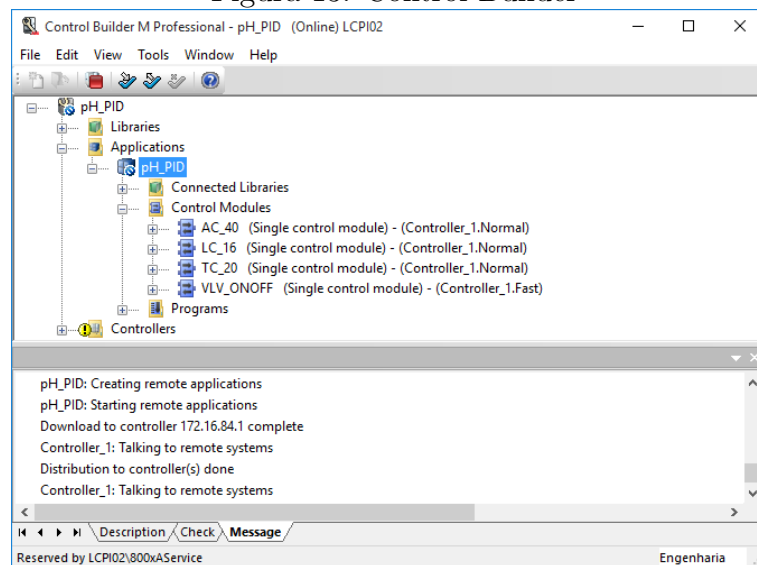 Control Builder M Professional - pH_PID (Online) LCPI02
File Edit View Tools Window Help
pH_PID
Libraries
Applications
pH_PID
Connected Libraries
Control Modules
AC_40 (Single control module) - (Controller_1.Normal)
LC_16 (Single control module) - (Controller_1.Normal)
TC_20 (Single control module) - (Controller_1.Normal)
VLV_ONOFF (Single control module) - (Controller_1.Fast)
Programs
Controllers
pH_PID: Creating remote applications
pH_PID: Starting remote applications
Download to controller 172.16.84.1 complete
Controller_1: Talking to remote systems
Distribution to controller(s) done
Controller_1: Talking to remote systems
Description Check Message
Reserved by LCPI02\800xAService Engenharia